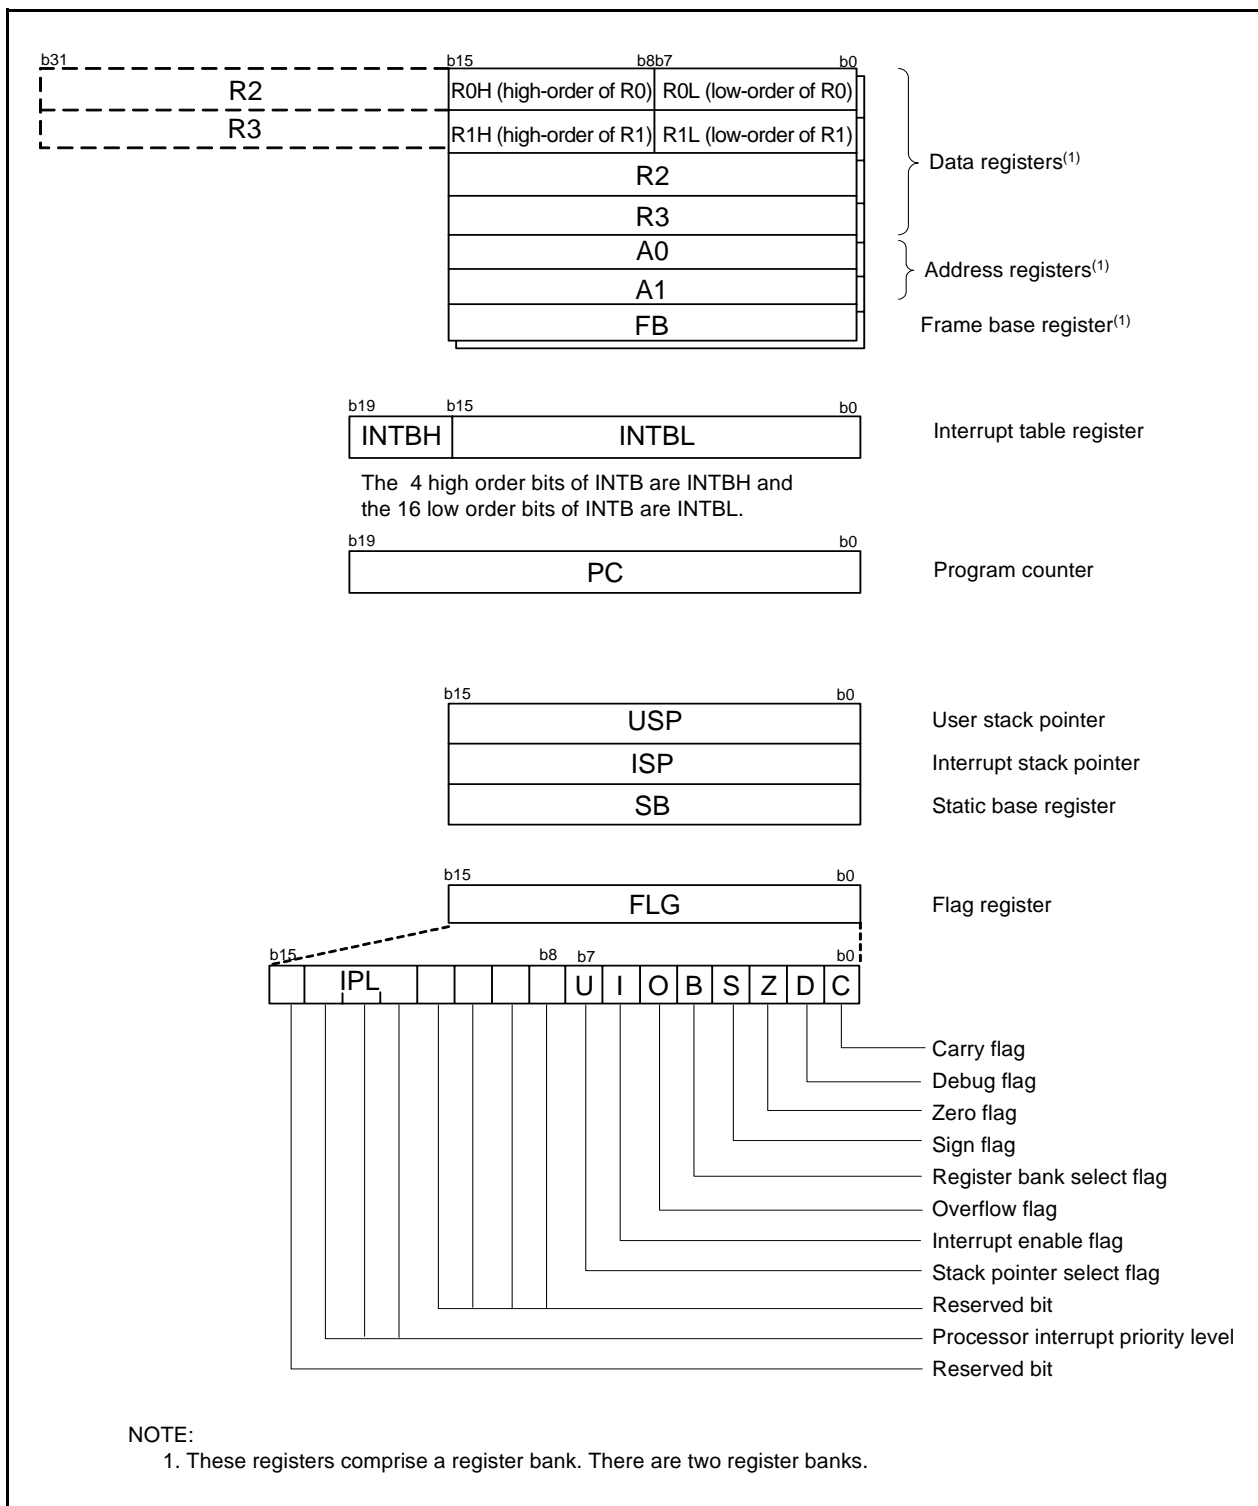 b31 b15 b8b7 b0
R2 R0H (high-order of R0) R0L (low-order of R0)
R3 R1H (high-order of R1) R1L (low-order of R1)
Data registers(1)
R2
R3
A0
Address registers(1)
A1
FB Frame base register(1)
b19 b15 b0
INTBH INTBL Interrupt table register
The 4 high order bits of INTB are INTBH and
the 16 low order bits of INTB are INTBL.
b19 b0
PC Program counter
b15 b0
USP User stack pointer
ISP Interrupt stack pointer
SB Static base register
b15 b0
FLG Flag register
b15 b8 b7 b0
IPL U I O B S Z D C
Carry flag
Debug flag
Zero flag
Sign flag
Register bank select flag
Overflow flag
Interrupt enable flag
Stack pointer select flag
Reserved bit
Processor interrupt priority level
Reserved bit
NOTE:
1. These registers comprise a register bank. There are two register banks.